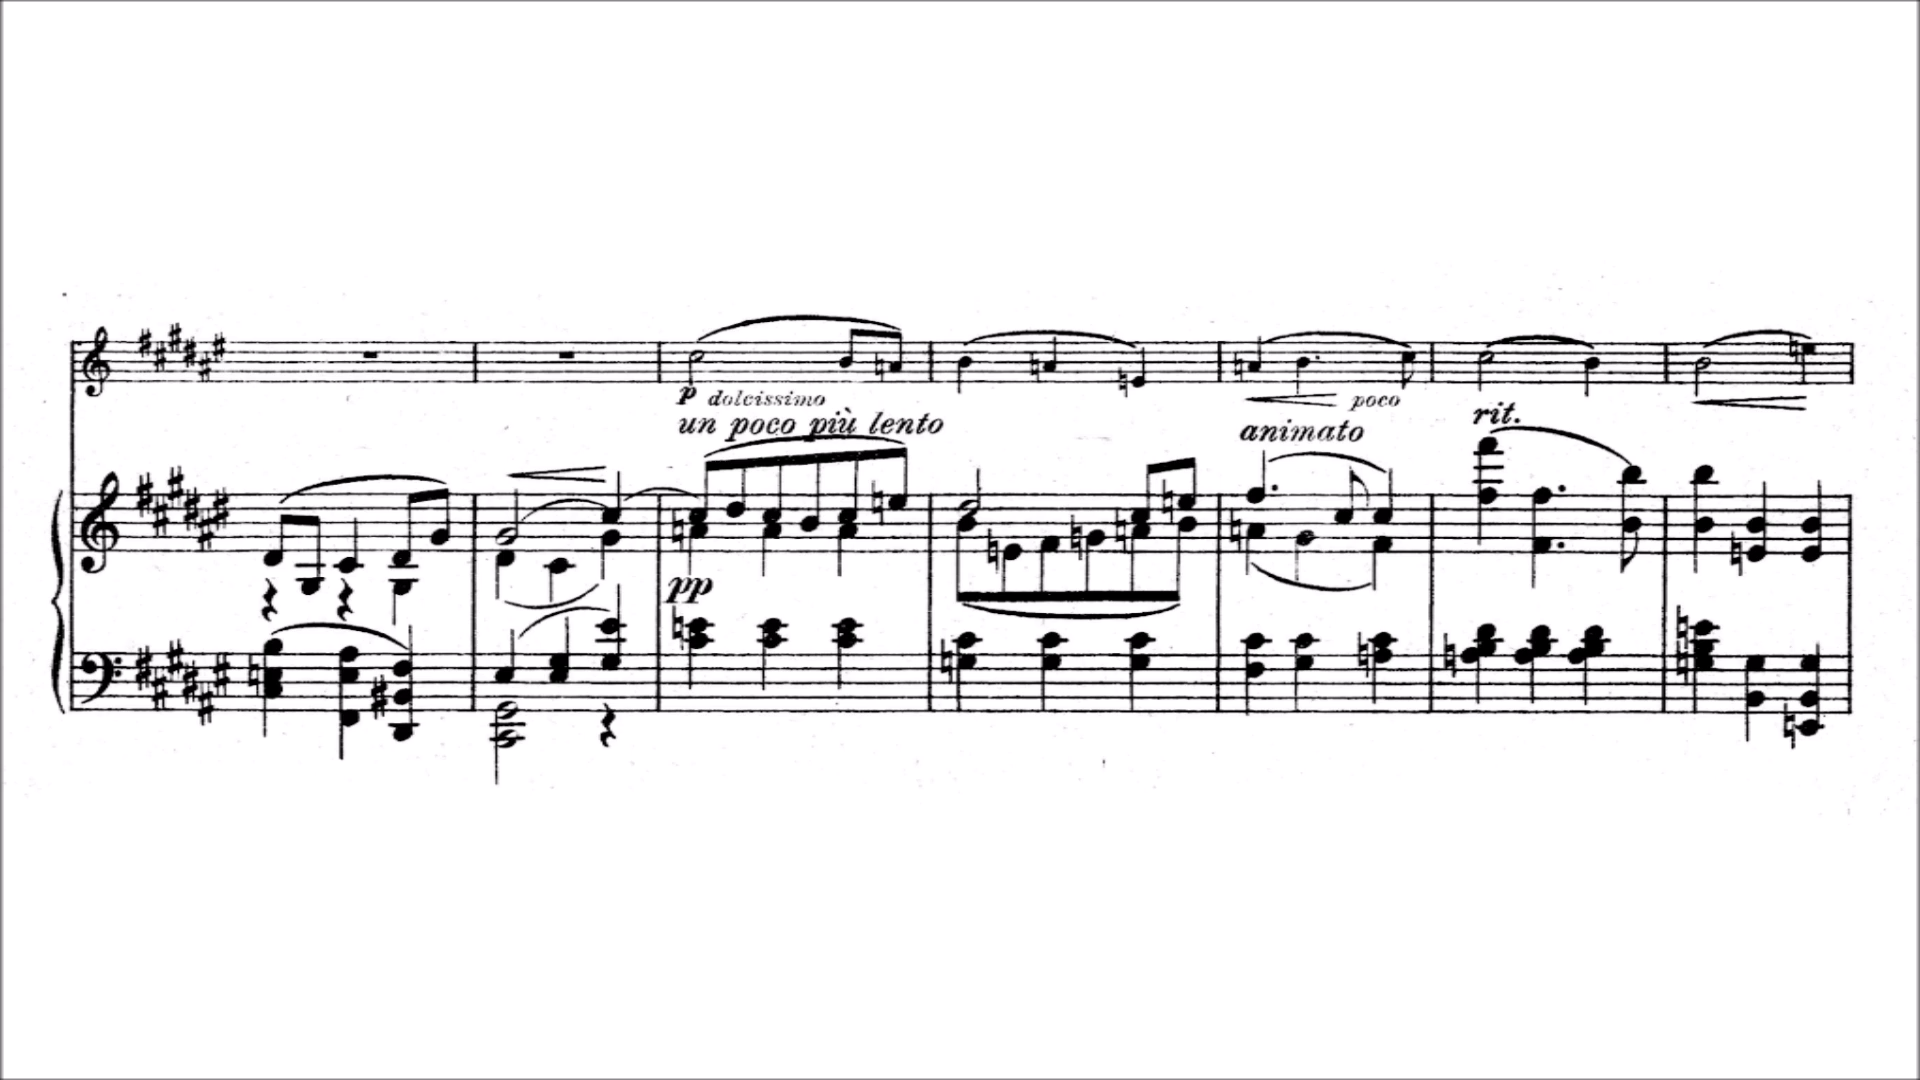 p dolcissimo
un poco più lento
poco
animato
rit.
pp